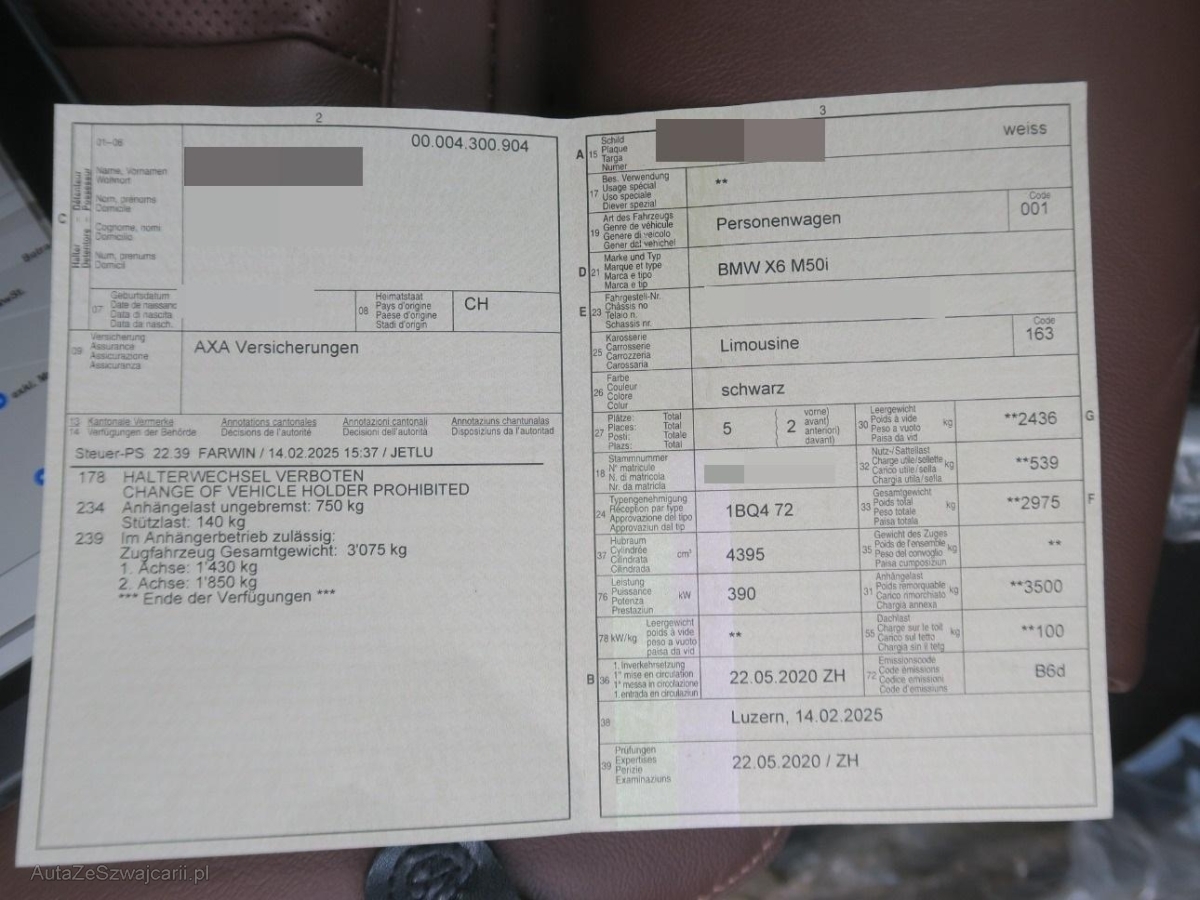 2
01-06
00.004.300.904
C
Halter - Détenteur
Detentore - Possessur
Name, Vornamen
Wohnort
Nom, prénoms
Domicile
Cognome, nomi
Domicilio
Num, prenums
Domicil
07
Geburtsdatum
Date de naissanc
Data di nascita
Data da nasch.
08
Heimatstaat
Pays d'origine
Paese d'origine
Stadi d'origin
CH
09
Versicherung
Assurance
Assicurazione
Assicuranza
AXA Versicherungen
13 Kantonale Vermerke
14 Verfügungen der Behörde
Annotations cantonales
Décisions de l'autorité
Annotazioni cantonali
Decisioni dell'autorità
Annotaziuns chantunalas
Disposiziuns da l'autoritad
Steuer-PS 22.39 FARWIN / 14.02.2025 15:37 / JETLU
178 HALTERWECHSEL VERBOTEN
CHANGE OF VEHICLE HOLDER PROHIBITED
234 Anhängelast ungebremst: 750 kg
Stützlast: 140 kg
239 Im Anhängerbetrieb zulässig:
Zugfahrzeug Gesamtgewicht: 3'075 kg
1. Achse: 1'430 kg
2. Achse: 1'850 kg
*** Ende der Verfügungen ***
3
A 15
Schild
Plaque
Targa
Numer
weiss
17
Bes. Verwendung
Usage spécial
Uso speciale
Diever spezial
**
19
Art des Fahrzeugs
Genre de véhicule
Genere di veicolo
Gener dal vehichel
Personenwagen
Code
001
D 21
Marke und Typ
Marque et type
Marca e tipo
Marca e tip
BMW X6 M50i
E 23
Fahrgestell-Nr.
Châssis no
Telaio n.
Schassis nr.
25
Karosserie
Carrosserie
Carrozzeria
Carossaria
Limousine
Code
163
26
Farbe
Couleur
Colore
Colur
schwarz
27
Plätze: Total
Places: Total
Posti: Totale
Plazs: Total
5
vorne)
avant)
anteriori)
davant)
2
30
Leergewicht
Poids à vide
Peso a vuoto
Paisa da vid
kg
**2436
G
18
Stammnummer
N° matricule
N. di matricola
Nr. da matricla
32
Nutz-/Sattellast
Charge utile/sellette
Carico utile/sella
Chargia utila/sella
kg
**539
24
Typengenehmigung
Réception par type
Approvazione del tipo
Approvaziun dal tip
1BQ4 72
33
Gesamtgewicht
Poids total
Peso totale
Paisa totala
kg
**2975
F
37
Hubraum
Cylindrée
Cilindrata
Cilindrada
cm³
4395
35
Gewicht des Zuges
Poids de l'ensemble
Peso del convoglio
Paisa cumposiziun
kg
**
76
Leistung
Puissance
Potenza
Prestaziun
kW
390
31
Anhängelast
Poids remorquable
Carico rimorchiato
Chargia annexa
kg
**3500
78 kW/kg
Leergewicht
poids à vide
peso a vuoto
paisa da vid
**
55
Dachlast
Charge sur le toit
Carico sul tetto
Chargia sin il tetg
kg
**100
B 36
1. Inverkehrsetzung
1° mise en circulation
1° messa in circolazione
1. entrada en circulaziun
22.05.2020 ZH
72
Emissionscode
Code émissions
Codice emissioni
Code d'emissiuns
B6d
38
Luzern, 14.02.2025
39
Prüfungen
Expertises
Perizie
Examinaziuns
22.05.2020 / ZH
AutaZeSzwajcarii.pl